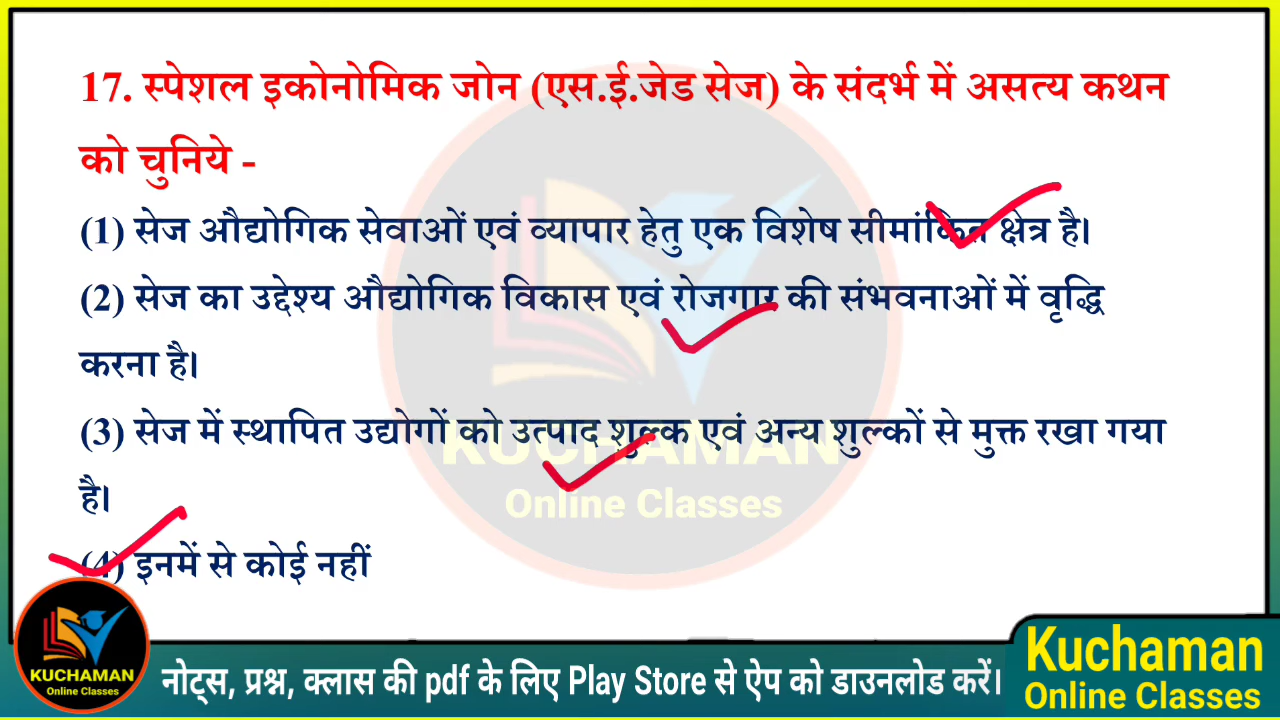 17. स्पेशल इकोनोमिक जोन (एस.ई.जेड सेज) के संदर्भ में असत्य कथन
को चुनिये -
(1) सेज औद्योगिक सेवाओं एवं व्यापार हेतु एक विशेष सीमांकित क्षेत्र है।
(2) सेज का उद्देश्य औद्योगिक विकास एवं रोजगार की संभवनाओं में वृद्धि
करना है।
(3) सेज में स्थापित उद्योगों को उत्पाद शुल्क एवं अन्य शुल्कों से मुक्त रखा गया
है।
KUCHAMAN
Online Classes
(4) इनमें से कोई नहीं
KUCHAMAN
Online Classes
नोट्स, प्रश्न, क्लास की pdf के लिए Play Store से ऐप को डाउनलोड करें।
Kuchaman
Online Classes